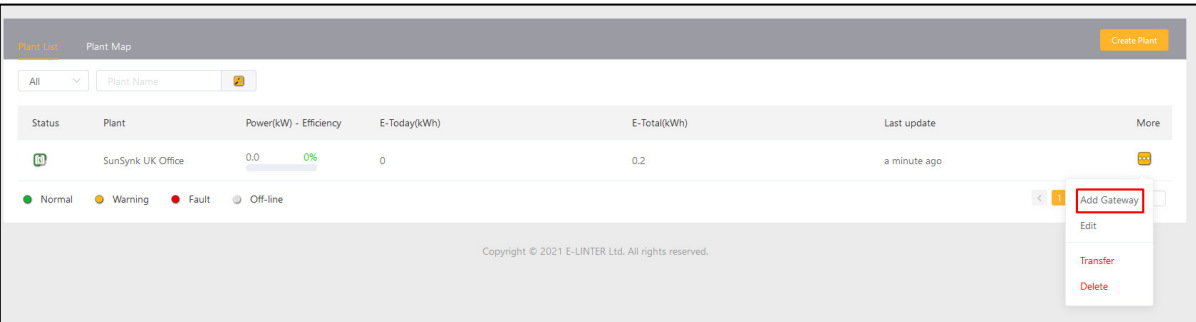 Plant List Plant Map Create Plant
All Plant Name
Status Plant Power(kW) - Efficiency E-Today(kWh) E-Total(kWh) Last update More
SunSynk UK Office 0.0 0% 0 0.2 a minute ago
Normal Warning Fault Off-line 1
Add Gateway
Edit
Transfer
Delete
Copyright © 2021 E-LINTER Ltd. All rights reserved.